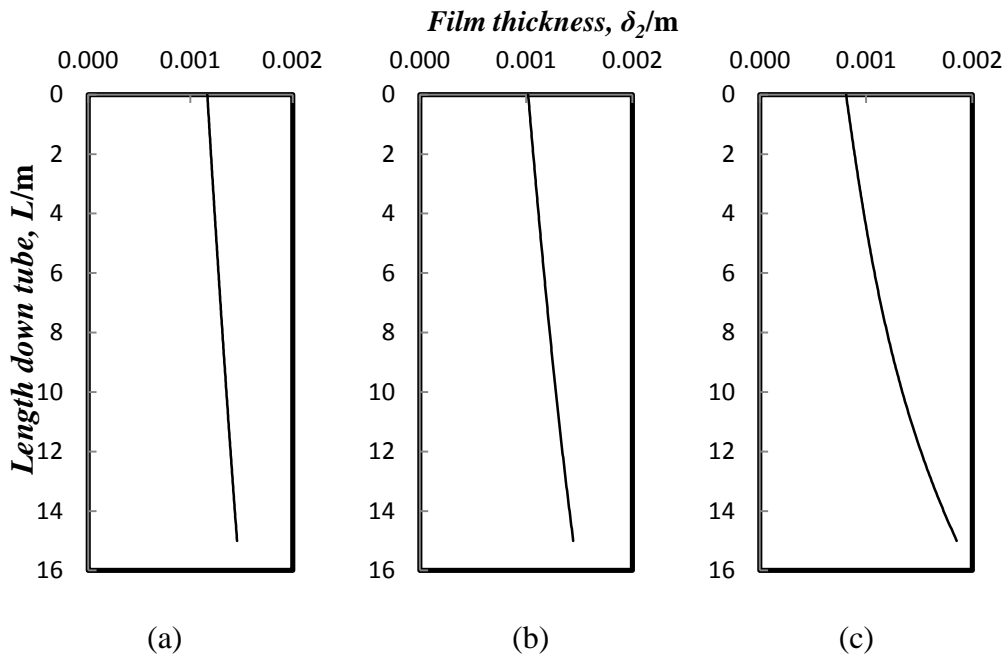 Film thickness, δ2/m
0.000 0.001 0.002 0.000 0.001 0.002 0.000 0.001 0.002
Length down tube, L/m
0 0 0
2 2 2
4 4 4
6 6 6
8 8 8
10 10 10
12 12 12
14 14 14
16 16 16
(a) (b) (c)